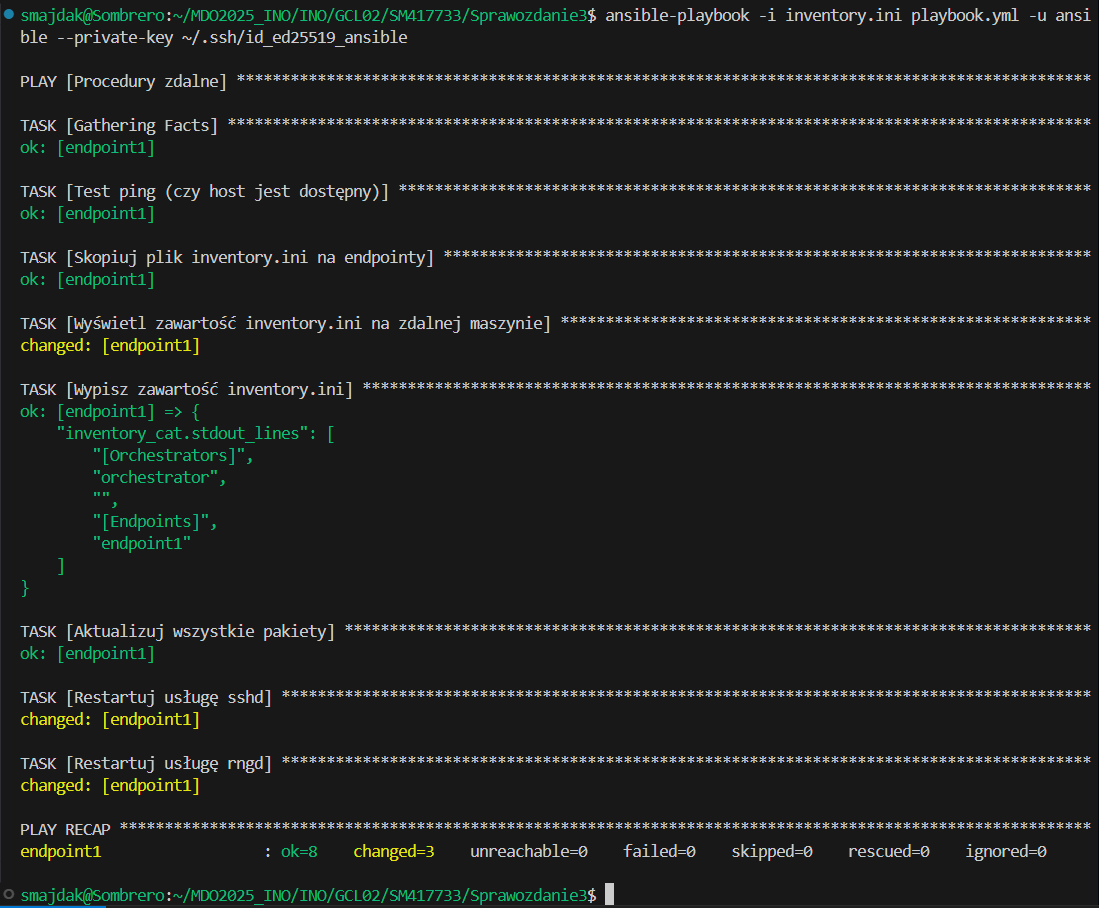 smajdak@Sombrero:~/MDO2025_INO/INO/GCL02/SM417733/Sprawozdanie3$ ansible-playbook -i inventory.ini playbook.yml -u ansi
ble --private-key ~/.ssh/id_ed25519_ansible
PLAY [Procedury zdalne] ***********************************************************************************************
TASK [Gathering Facts] ************************************************************************************************
ok: [endpoint1]
TASK [Test ping (czy host jest dostępny)] *****************************************************************************
ok: [endpoint1]
TASK [Skopiuj plik inventory.ini na endpointy] ************************************************************************
ok: [endpoint1]
TASK [Wyświetl zawartość inventory.ini na zdalnej maszynie] ***********************************************************
changed: [endpoint1]
TASK [Wypisz zawartość inventory.ini] *********************************************************************************
ok: [endpoint1] => {
    "inventory_cat.stdout_lines": [
        "[Orchestrators]",
        "orchestrator",
        "",
        "[Endpoints]",
        "endpoint1"
    ]
}
TASK [Aktualizuj wszystkie pakiety] ***********************************************************************************
ok: [endpoint1]
TASK [Restartuj usługę sshd] ******************************************************************************************
changed: [endpoint1]
TASK [Restartuj usługę rngd] ******************************************************************************************
changed: [endpoint1]
PLAY RECAP ************************************************************************************************************
endpoint1                  : ok=8    changed=3    unreachable=0    failed=0    skipped=0    rescued=0    ignored=0
smajdak@Sombrero:~/MDO2025_INO/INO/GCL02/SM417733/Sprawozdanie3$